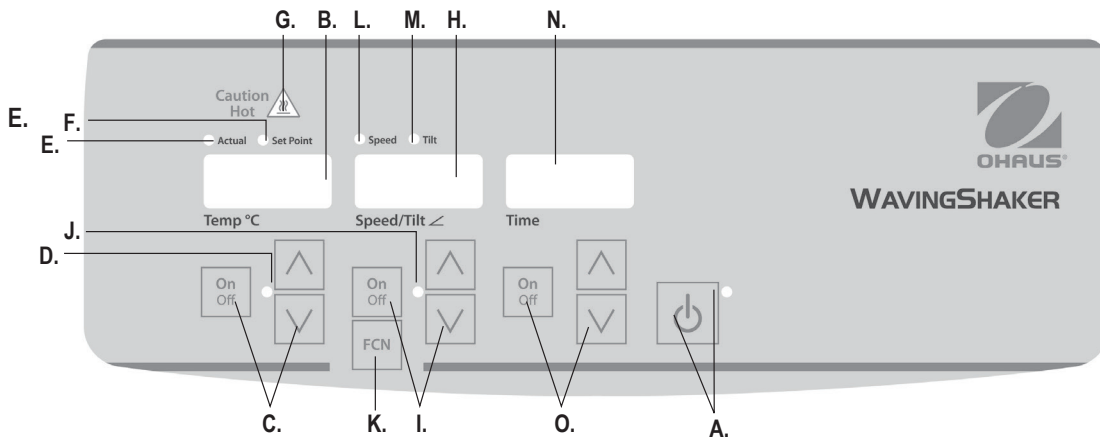 G. B. L. M. H. N.
Caution
Hot
E. F.
E.
Actual Set Point Speed Tilt
OHAUS®
WAVINGSHAKER
Temp °C Speed/Tilt ∠ Time
J.
D.
On
Off
On
Off
On
Off
FCN
C. K. I. O. A.